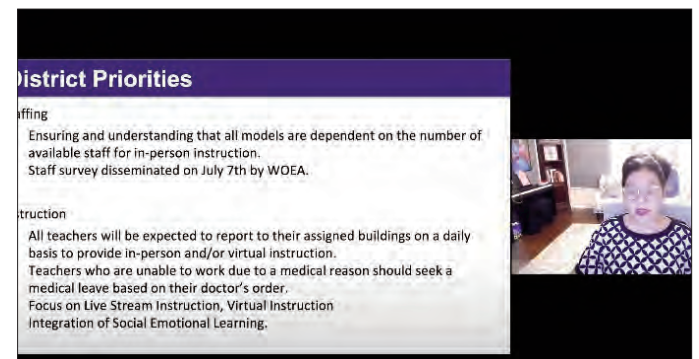 istrict Priorities
ffing
Ensuring and understanding that all models are dependent on the number of
available staff for in-person instruction.
Staff survey disseminated on July 7th by WOEA.
struction
All teachers will be expected to report to their assigned buildings on a daily
basis to provide in-person and/or virtual instruction.
Teachers who are unable to work due to a medical reason should seek a
medical leave based on their doctor's order.
Focus on Live Stream Instruction, Virtual Instruction
Integration of Social Emotional Learning.